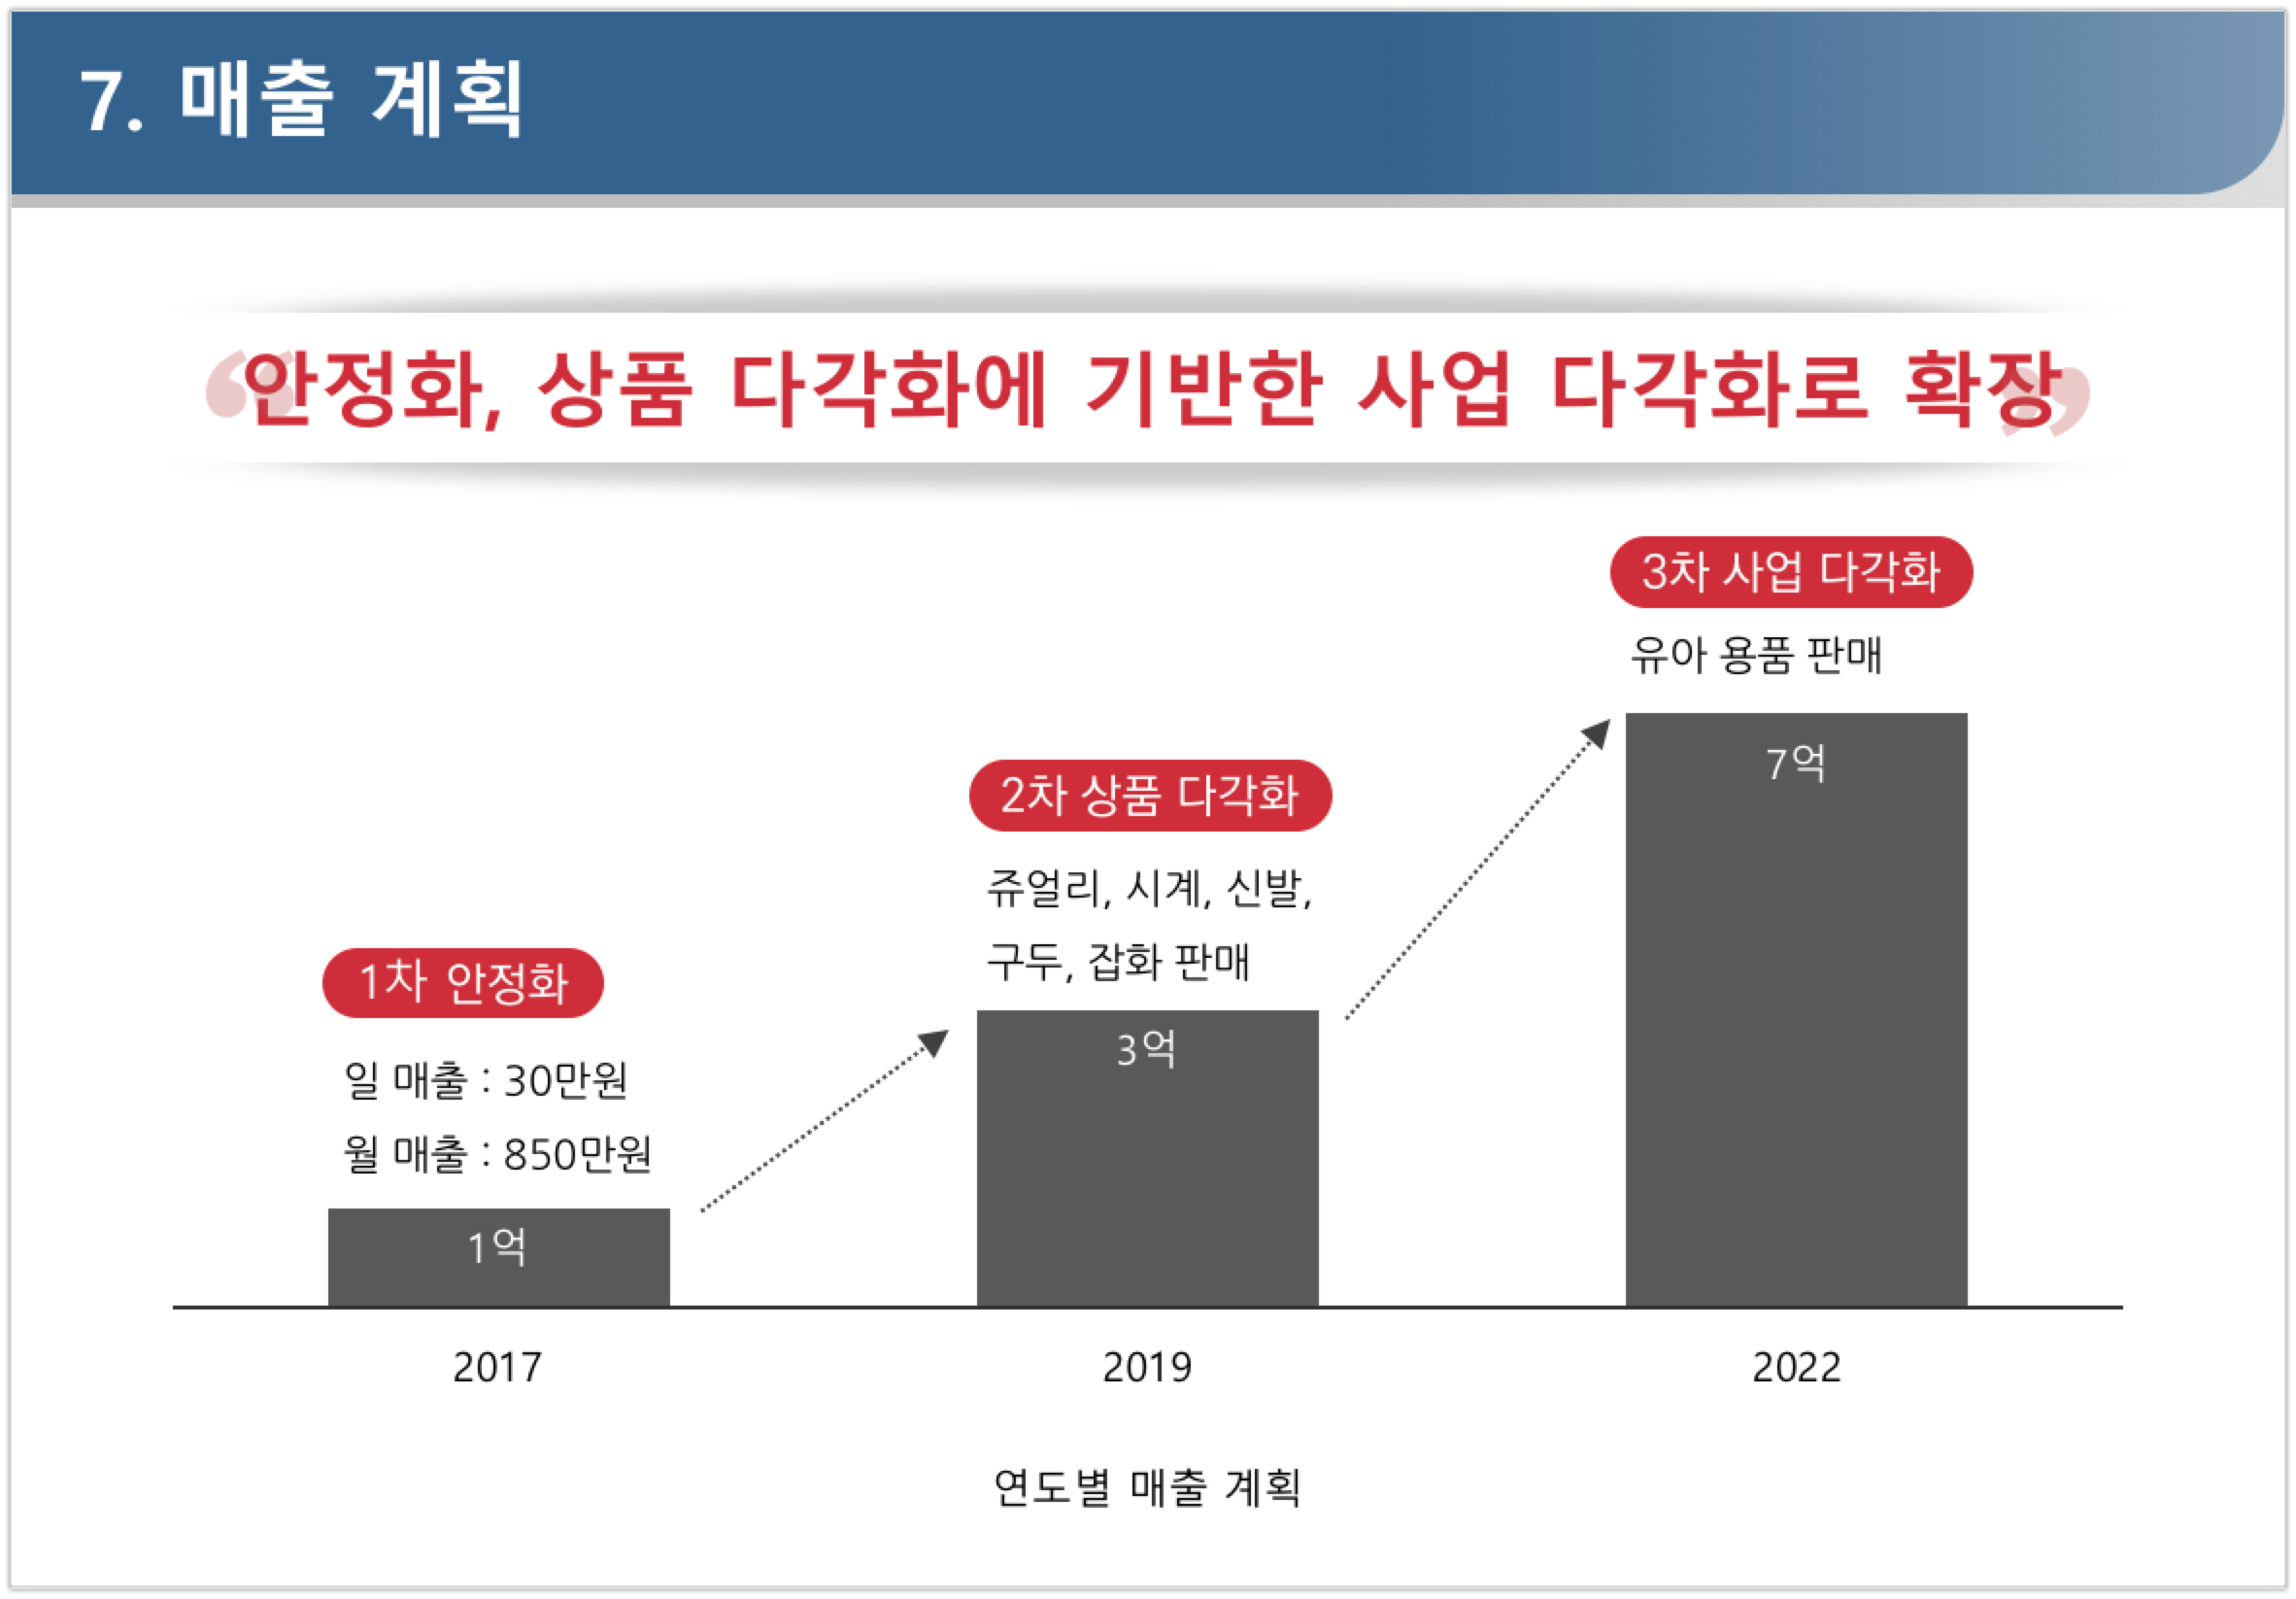 7. 매출 계획
“안정화, 상품 다각화에 기반한 사업 다각화로 확장”
3차 사업 다각화
유아 용품 판매
7억
2차 상품 다각화
쥬얼리, 시계, 신발,
구두, 잡화 판매
3억
1차 안정화
일 매출 : 30만원
월 매출 : 850만원
1억
2017
2019
2022
연도별 매출 계획